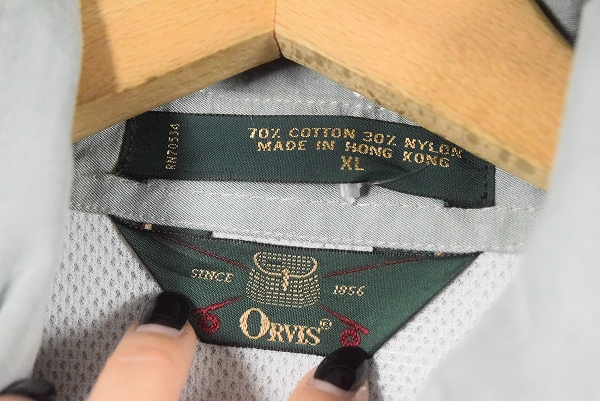 RN70534
70% COTTON 30% NYLON
MADE IN HONG KONG
XL
SINCE 1856
ORVIS®